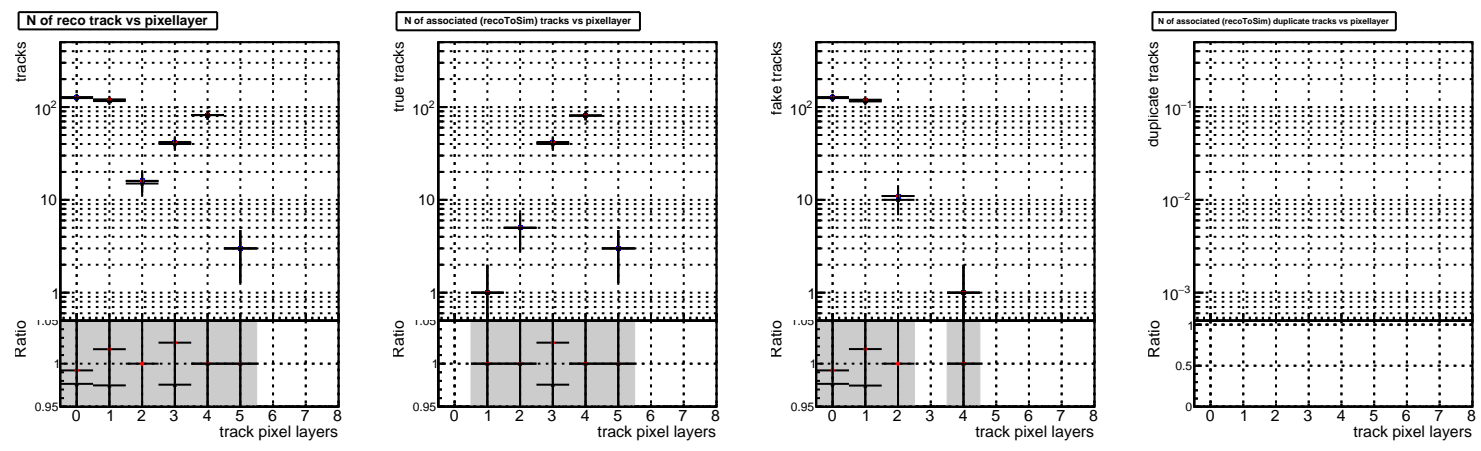 N of reco track vs pixellayer
tracks
10²
10
1
Ratio
1.05
1
0.95
0 1 2 3 4 5 6 7 8
track pixel layers
N of associated (recoToSim) tracks vs pixellayer
true tracks
10²
10
1
Ratio
1.05
1
0.95
0 1 2 3 4 5 6 7 8
track pixel layers
fake tracks
10²
10
1
Ratio
1.05
1
0.95
0 1 2 3 4 5 6 7 8
track pixel layers
N of associated (recoToSim) duplicate tracks vs pixellayer
duplicate tracks
10⁻¹
10⁻²
10⁻³
Ratio
1
0.5
0
0 1 2 3 4 5 6 7 8
track pixel layers